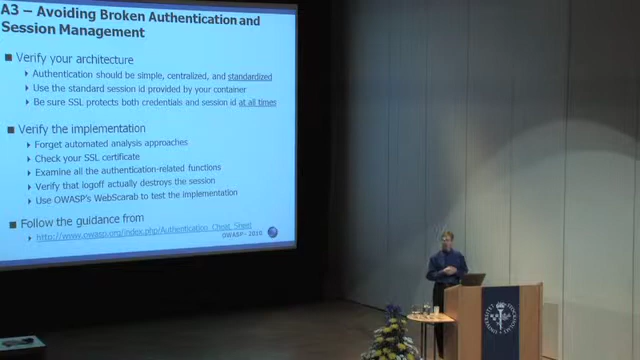 A3 – Avoiding Broken Authentication and
Session Management
Verify your architecture
Authentication should be simple, centralized, and standardized
Use the standard session id provided by your container
Be sure SSL protects both credentials and session id at all times
Verify the implementation
Forget automated analysis approaches
Check your SSL certificate
Examine all the authentication-related functions
Verify that logoff actually destroys the session
Use OWASP's WebScarab to test the implementation
Follow the guidance from
http://www.owasp.org/index.php/Authentication_Cheat_Sheet
OWASP - 2010